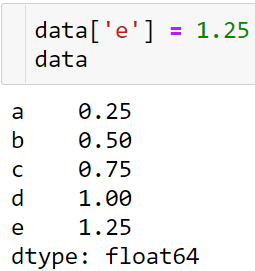 data['e'] = 1.25
data
a    0.25
b    0.50
c    0.75
d    1.00
e    1.25
dtype: float64